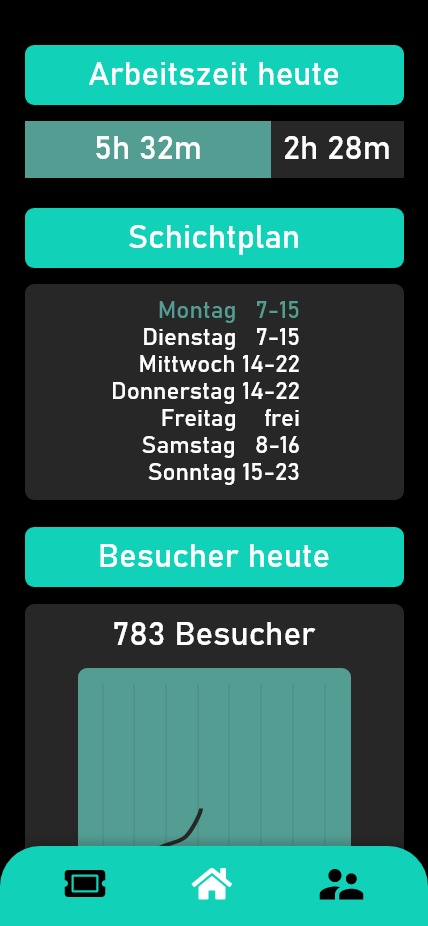 Arbeitszeit heute
5h 32m 2h 28m
Schichtplan
Montag 7-15
Dienstag 7-15
Mittwoch 14-22
Donnerstag 14-22
Freitag frei
Samstag 8-16
Sonntag 15-23
Besucher heute
783 Besucher